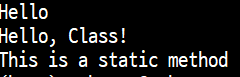 Hello
Hello, Class!
This is a static method